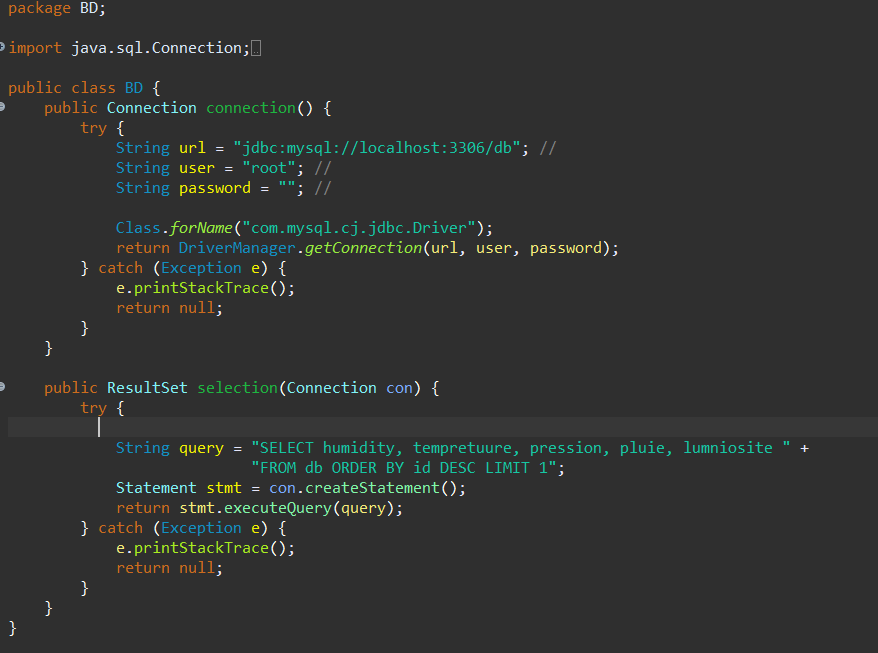 package BD;
import java.sql.Connection;
public class BD {
public Connection connection() {
try {
String url = "jdbc:mysql://localhost:3306/db"; //
String user = "root"; //
String password = ""; //
Class.forName("com.mysql.cj.jdbc.Driver");
return DriverManager.getConnection(url, user, password);
} catch (Exception e) {
e.printStackTrace();
return null;
}
}
public ResultSet selection(Connection con) {
try {
String query = "SELECT humidity, tempretuure, pression, pluie, lumniosite " +
"FROM db ORDER BY id DESC LIMIT 1";
Statement stmt = con.createStatement();
return stmt.executeQuery(query);
} catch (Exception e) {
e.printStackTrace();
return null;
}
}
}